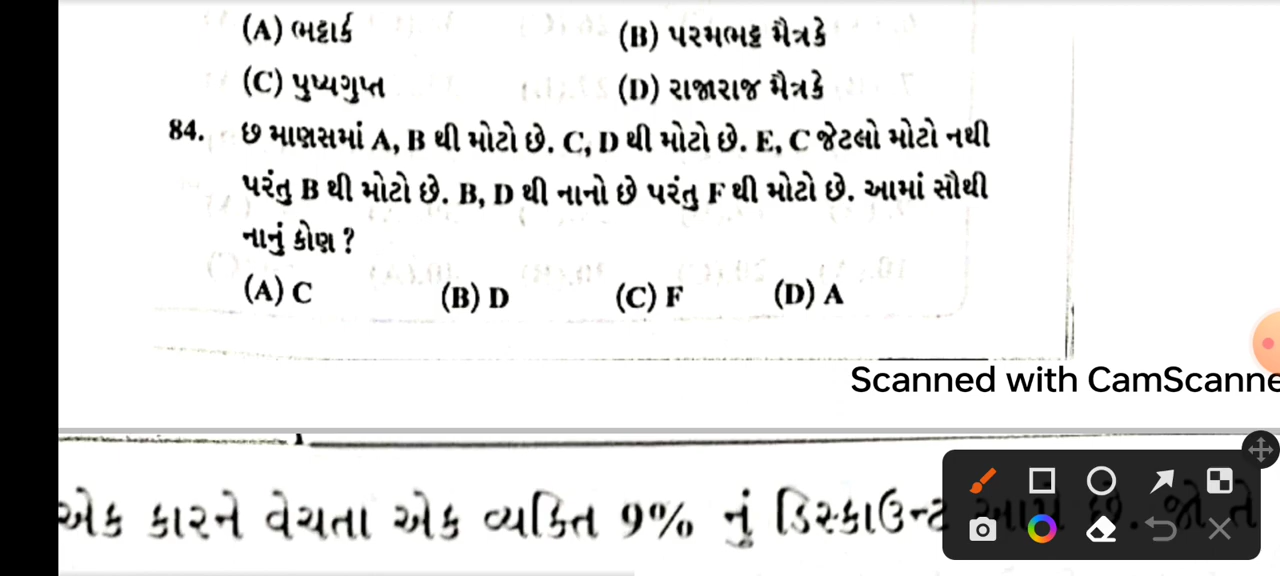 (A) ભટ્ટાર્ક (B) પરમભટ્ટ મૈત્રકે
(C) પુષ્યગુપ્ત (D) રાજારાજ મૈત્રકે
84. છ માણસમાં A, B થી મોટો છે. C, D થી મોટો છે. E, C જેટલો મોટો નથી
પરંતુ B થી મોટો છે. B, D થી નાનો છે પરંતુ F થી મોટો છે. આમાં સૌથી
નાનું કોણ ?
(A) C (B) D (C) F (D) A
Scanned with CamScanne
એક કારને વેચતા એક વ્યકિત 9% નું ડિસ્કાઉન્ટ આપે છે. જો તે